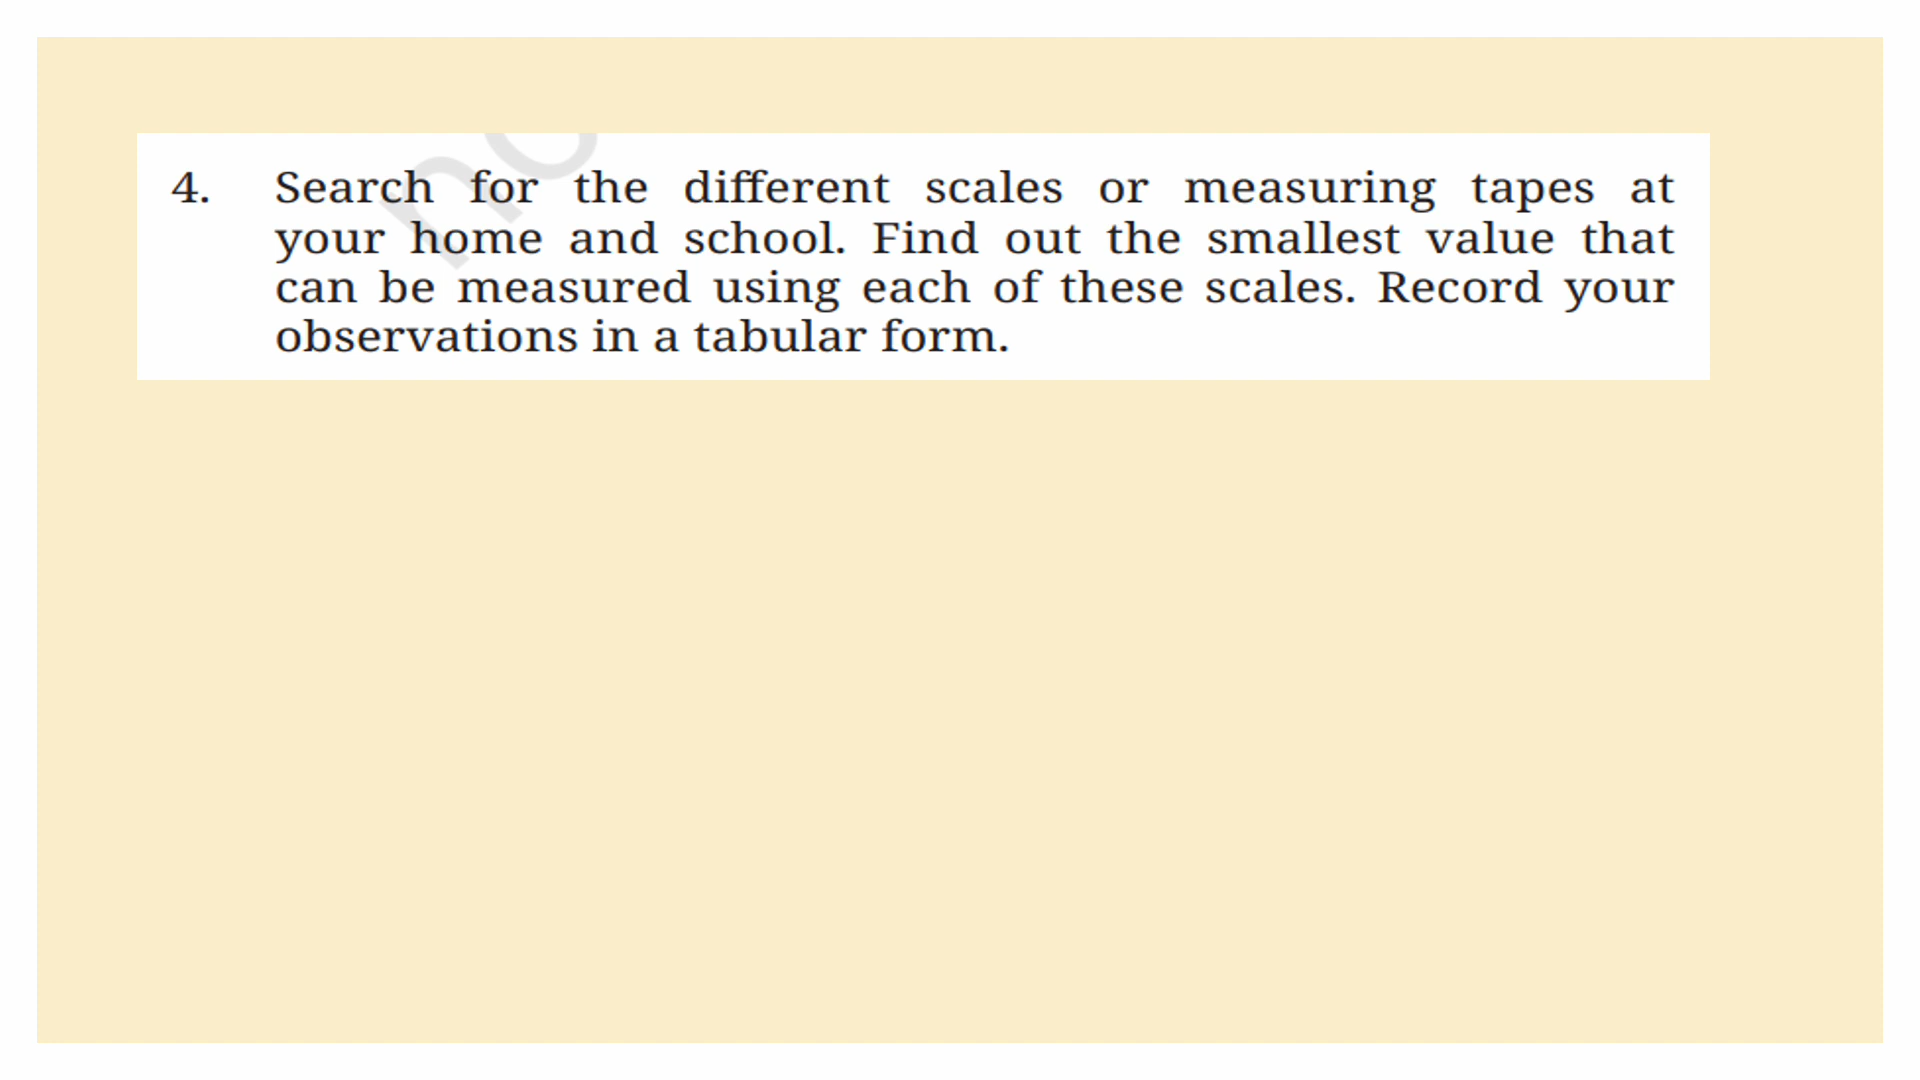 4. Search for the different scales or measuring tapes at
your home and school. Find out the smallest value that
can be measured using each of these scales. Record your
observations in a tabular form.